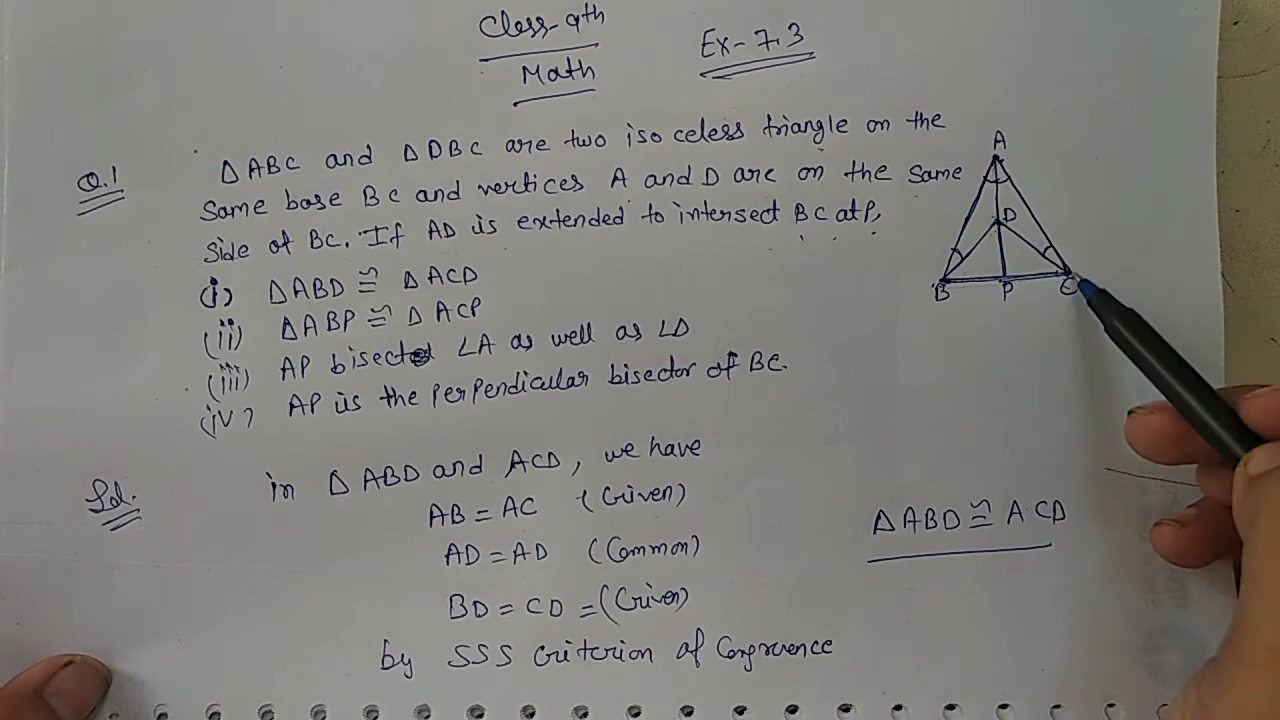 Class-9th
Math
Ex-7.3
Q.1
ΔABC and ΔDBC are two iso celess triangle on the
Same base BC and vertices A and D are on the Same
Side of BC. If AD is extended to intersect BC at P,
(i) ΔABD ≅ ΔACD
(ii) ΔABP ≅ ΔACP
(iii) AP bisect ∠A as well as ∠D
(iv) AP is the perpendicular bisector of BC.
A
D
B
P
C
Sol.
in ΔABD and ACD, we have
AB = AC (Given)
AD = AD (Common)
BD = CD = (Given)
by SSS Criterion of Congruence
ΔABD ≅ ACD